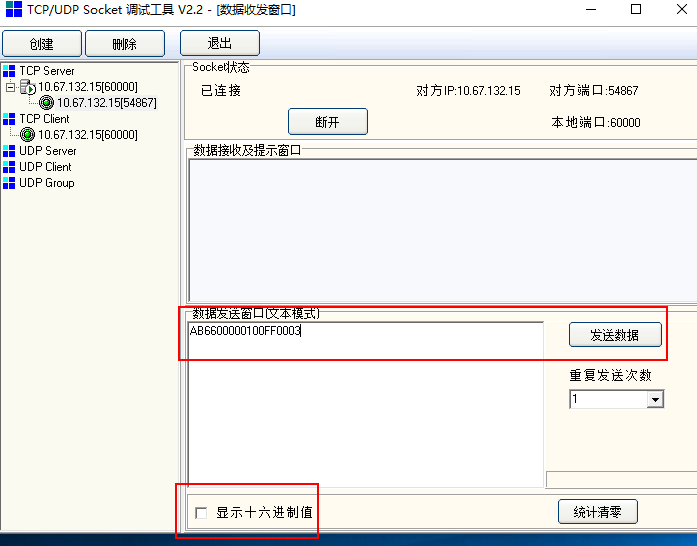 TCP/UDP Socket 调试工具 V2.2 - [数据收发窗口]
创建 删除 退出
TCP Server
10.67.132.15[60000]
10.67.132.15[54867]
TCP Client
10.67.132.15[60000]
UDP Server
UDP Client
UDP Group
Socket状态
已连接 对方IP:10.67.132.15 对方端口:54867
断开 本地端口:60000
数据接收及提示窗口
数据发送窗口(文本模式)
AB6600000100FF0003
发送数据
重复发送次数
1
显示十六进制值 统计清零